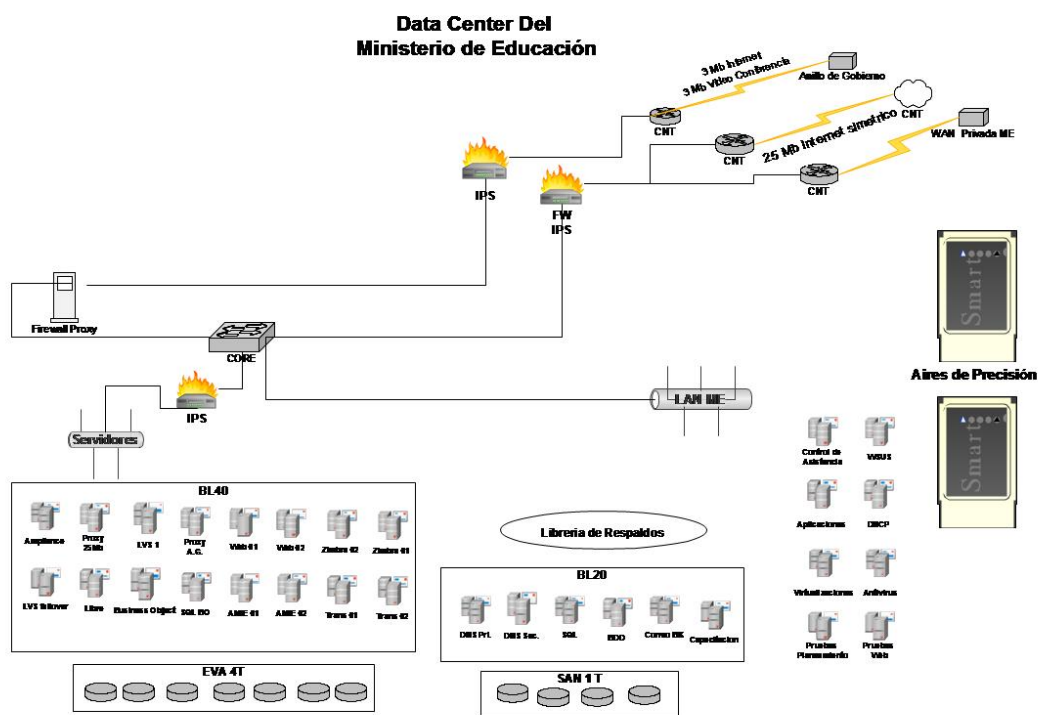 Data Center Del
Ministerio de Educación
3 Mb Internet
3 Mb Video Conferencia
Anillo de Gobierno
CNT
CNT
25 Mb Internet simetrico
WAN Privada ME
CNT
CNT
IPS
FW
IPS
Firewall Proxy
CORE
IPS
LAN ME
Servidores
Smart
Aires de Precisión
Smart
Control de
Asistencia
WSUS
Aplicaciones
DHCP
Virtualizaciones
Antivirus
Pruebas
Planeamiento
Pruebas
Web
BL40
Proxy
25Mb
LVS 1
Proxy
A.G.
Web 01
Web 02
Zimbra 02
Zimbra 01
LVS failover
Libre
Business Object
SQL BO
AMIE 01
AMIE 02
Trans 01
Trans 02
EVA 4T
Libreria de Respaldos
BL20
DNS Pri.
DNS Sec.
SQL
BDD
Correo
Capacitacion
SAN 1 T